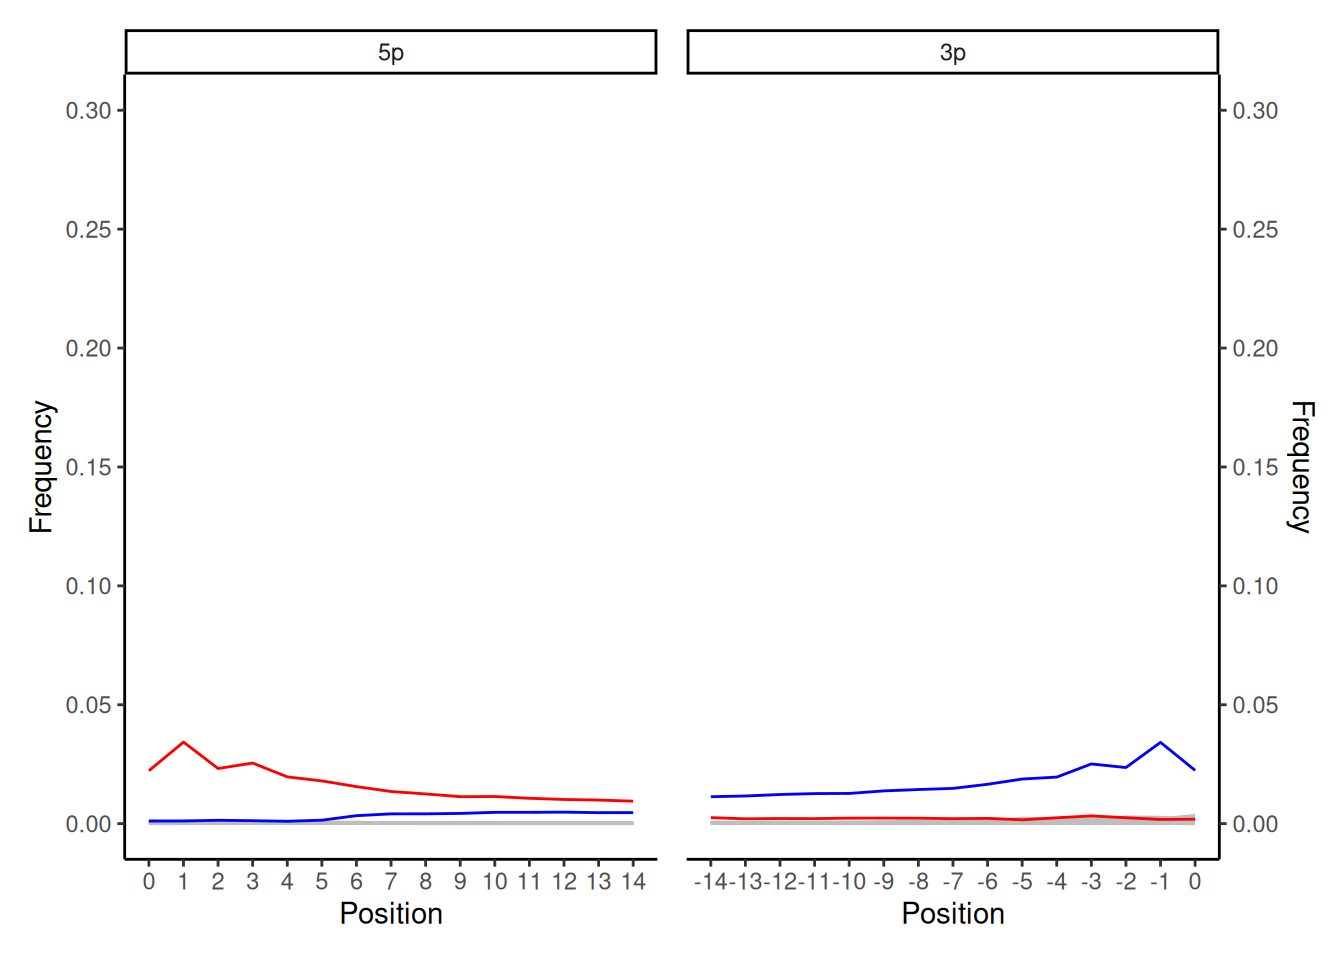 5p 3p
0.30 0.30
0.25 0.25
0.20 0.20
0.15 0.15
0.10 0.10
0.05 0.05
0.00 0.00
Frequency
Frequency
0 1 2 3 4 5 6 7 8 9 10 11 12 13 14
-14 -13 -12 -11 -10 -9 -8 -7 -6 -5 -4 -3 -2 -1 0
Position Position